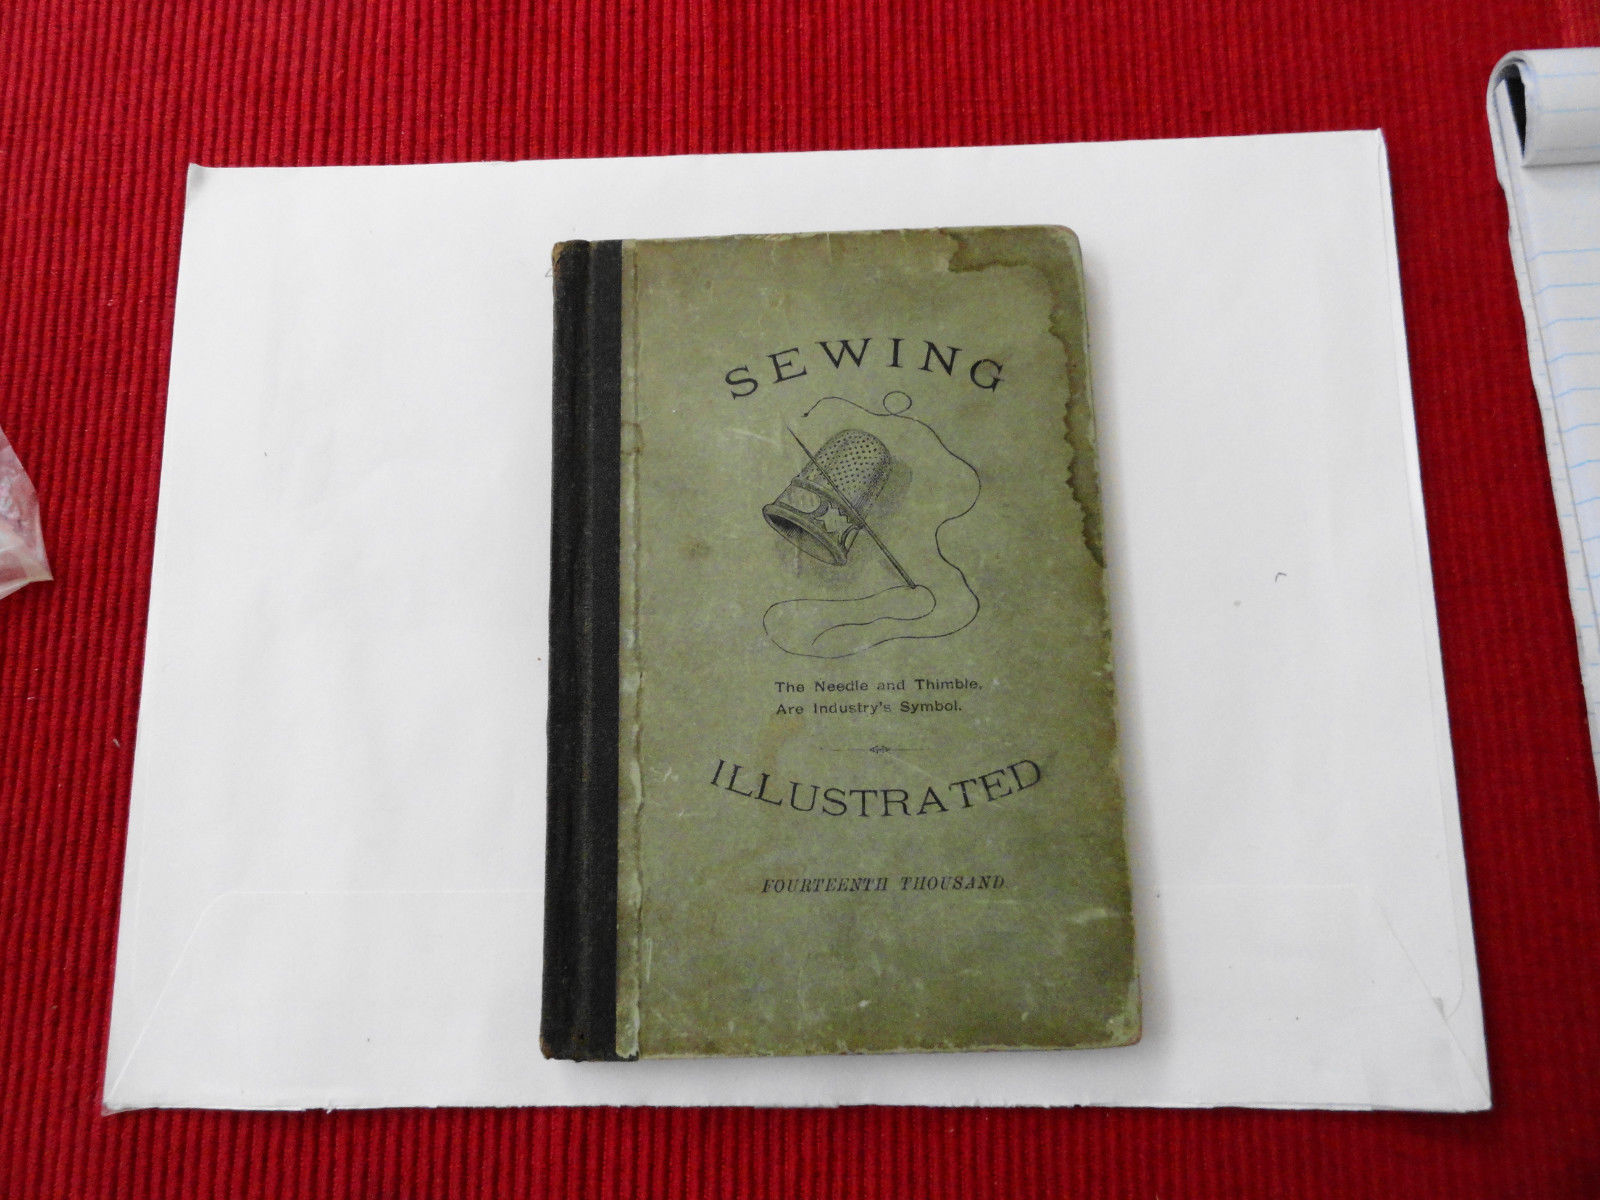 SEWING
The Needle and Thimble,
Are Industry's Symbol.
ILLUSTRATED
FOURTEENTH THOUSAND